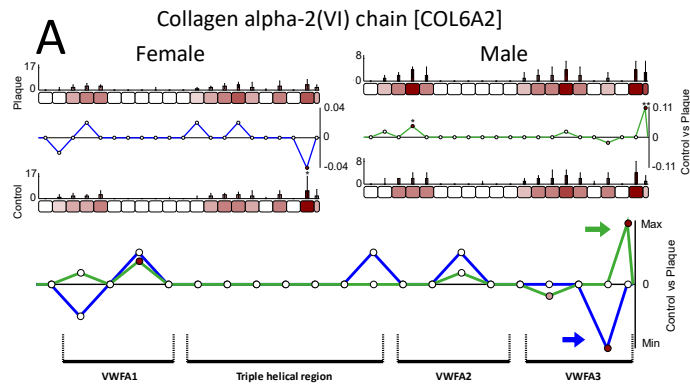 Collagen alpha-2(VI) chain [COL6A2]
A
Female
Male
17
0
Plaque
8
0
0.04
0
-0.04
*
*
**
0.11
0
-0.11
Control vs Plaque
17
0
Control
8
0
Max
0
Min
Control vs Plaque
VWFA1
Triple helical region
VWFA2
VWFA3